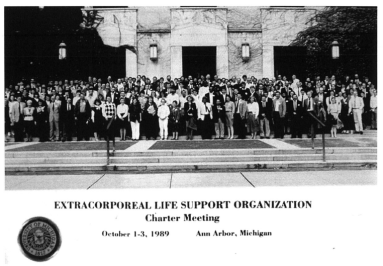 EXTRACORPOREAL LIFE SUPPORT ORGANIZATION
Charter Meeting
October 1-3, 1989 Ann Arbor, Michigan